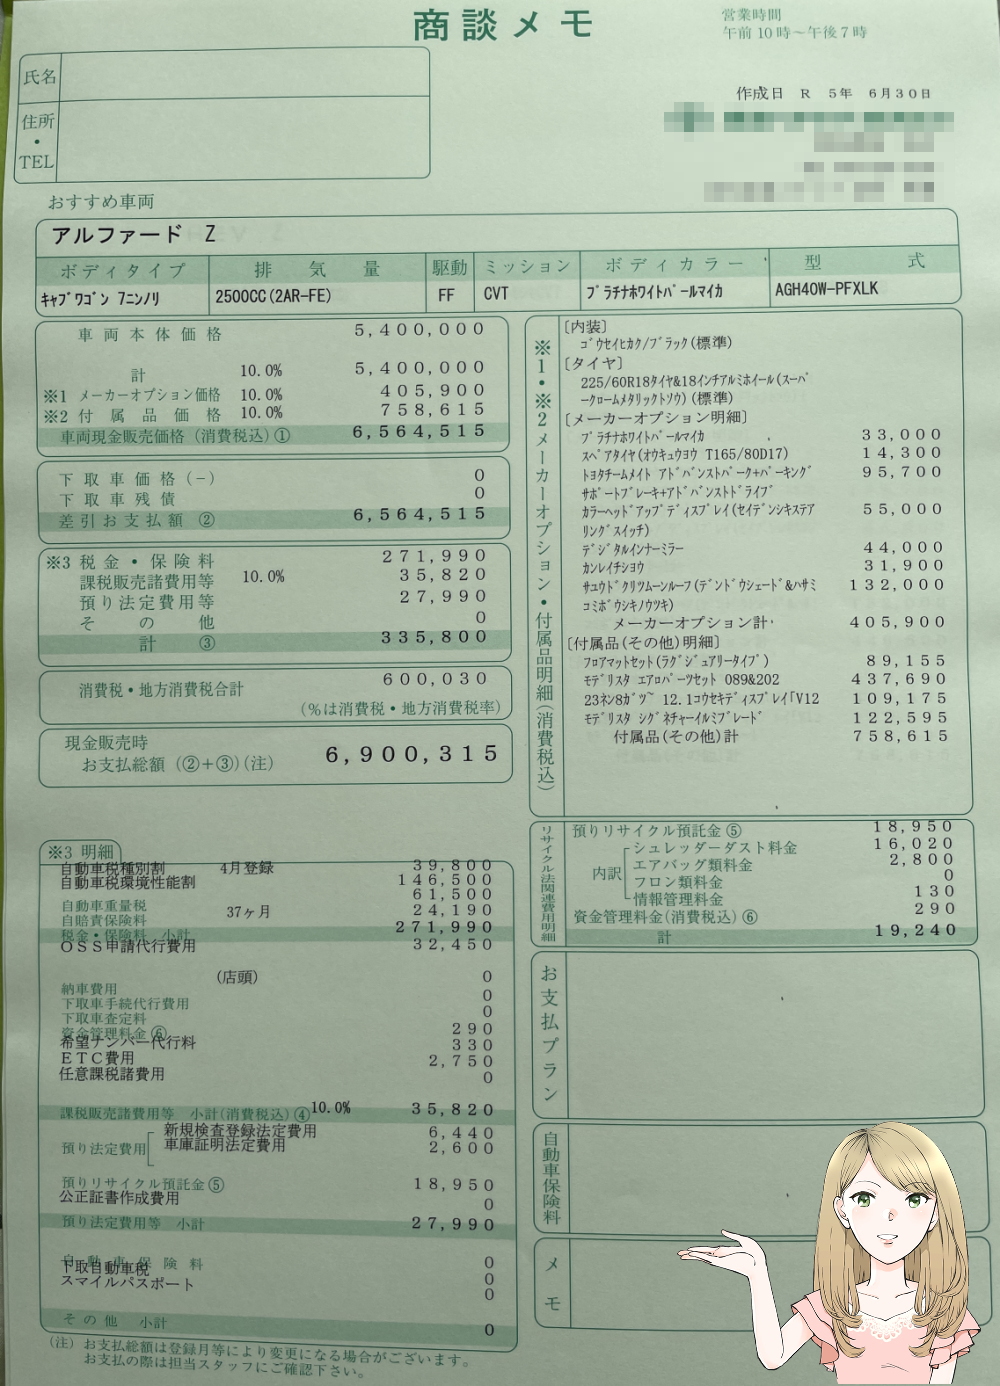 商談メモ
営業時間
午前10時～午後7時
氏名
住所
・
TEL
作成日 R 5年 6月30日
おすすめ車両
アルファード Z
ボディタイプ 排気量 駆動 ミッション ボディカラー 型式
ｷｬﾌﾞﾜｺﾞﾝ 7ﾆﾝﾉﾘ 2500CC(2AR-FE) FF CVT ﾌﾟﾗﾁﾅﾎﾜｲﾄﾊﾟｰﾙﾏｲｶ AGH40W-PFXLK
車両本体価格 5,400,000
計 10.0% 5,400,000
※1 メーカーオプション価格 10.0% 405,900
※2 付属品価格 10.0% 758,615
車両現金販売価格(消費税込)① 6,564,515
下取車価格(－) 0
下取車残債 0
差引お支払額 ② 6,564,515
※3 税金・保険料 271,990
課税販売諸費用等 10.0% 35,820
預り法定費用等 27,990
その他 0
計 ③ 335,800
消費税・地方消費税合計 600,030
(%は消費税・地方消費税率)
現金販売時
お支払総額(②+③)(注) 6,900,315
※1・※2メーカーオプション・付属品明細(消費税込)
[内装]
ｺﾞｳｾｲﾋｶｸ/ﾌﾞﾗｯｸ(標準)
[タイヤ]
225/60R18ﾀｲﾔ&18ｲﾝﾁｱﾙﾐﾎｲｰﾙ(ｽｰﾊﾟ
ｰｸﾛｰﾑﾒﾀﾘｯｸﾄｿｳ)(標準)
[メーカーオプション明細]
ﾌﾟﾗﾁﾅﾎﾜｲﾄﾊﾟｰﾙﾏｲｶ 33,000
ｽﾍﾟｱﾀｲﾔ(ｵｳｷｭｳﾖｳ T165/80D17) 14,300
ﾄﾖﾀﾁｰﾑﾒｲﾄ ｱﾄﾞﾊﾞﾝｽﾄﾊﾟｰｸ+ﾊﾟｰｷﾝｸﾞ 95,700
ｻﾎﾟｰﾄﾌﾞﾚｰｷ+ｱﾄﾞﾊﾞﾝｽﾄﾄﾞﾗｲﾌﾞ
ｶﾗｰﾍｯﾄﾞｱｯﾌﾟﾃﾞｨｽﾌﾟﾚｲ(ｾｲﾃﾞﾝｼｷｽﾃｱ 55,000
ﾘﾝｸﾞｽｲｯﾁ)
ﾃﾞｼﾞﾀﾙｲﾝﾅｰﾐﾗｰ 44,000
ｶﾝﾚｲﾁｼﾖｳ 31,900
ｻﾕｳﾄﾞｸﾘﾂﾑｰﾝﾙｰﾌ(ﾃﾞﾝﾄﾞｳｼｪｰﾄﾞ&ﾊｻﾐ 132,000
ｺﾐﾎﾞｳｼｷﾉｳﾂｷ)
メーカーオプション計 405,900
[付属品(その他)明細]
ﾌﾛｱﾏｯﾄｾｯﾄ(ﾗｸﾞｼﾞｭｱﾘｰﾀｲﾌﾟ) 89,155
ﾓﾃﾞﾘｽﾀ ｴｱﾛﾊﾟｰﾂｾｯﾄ 089&202 437,690
23ﾈﾝ8ｶﾞﾂ~ 12.1ｺｳｾｷﾃﾞｨｽﾌﾟﾚｲ｢V12 109,175
ﾓﾃﾞﾘｽﾀ ｼｸﾞﾈﾁｬｰｲﾙﾐﾌﾞﾚｰﾄﾞ 122,595
付属品(その他)計 758,615
リサイクル法関連費用明細
預りリサイクル預託金⑤ 18,950
内訳
シュレッダーダスト料金 16,020
エアバッグ類料金 2,800
フロン類料金 0
情報管理料金 130
資金管理料金(消費税込)⑥ 290
計 19,240
※3 明細
自動車税種別割 4月登録 39,800
自動車税環境性能割 146,500
自動車重量税 61,500
自賠責保険料 37ヶ月 24,190
税金・保険料 小計 271,990
OSS申請代行費用 32,450
(店頭)
納車費用 0
下取車手続代行費用 0
下取車査定料 0
資金管理料金⑥ 290
希望ナンバー代行料 330
ETC費用 2,750
任意課税諸費用 0
課税販売諸費用等 小計(消費税込)④ 10.0% 35,820
預り法定費用
新規検査登録法定費用 6,440
車庫証明法定費用 2,600
預りリサイクル預託金⑤ 18,950
公正証書作成費用 0
預り法定費用等 小計 27,990
自動車保険料 0
下取自動車税 0
スマイルパスポート 0
その他 小計 0
(注) お支払総額は登録月等により変更になる場合がございます。
お支払の際は担当スタッフにご確認下さい。
お支払プラン
自動車保険料
メモ